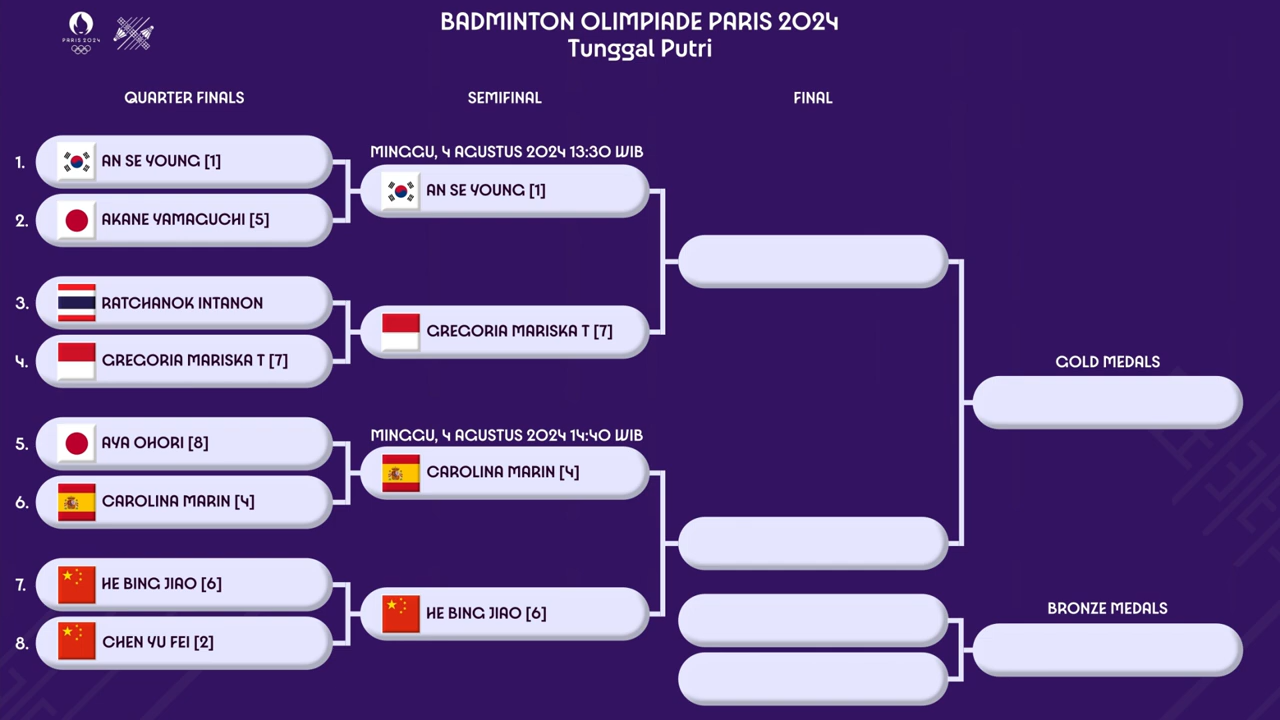 PARIS 2024
BADMINTON OLIMPIADE PARIS 2024
Tunggal Putri
QUARTER FINALS
SEMIFINAL
FINAL
1. AN SE YOUNG [1]
2. AKANE YAMAGUCHI [5]
3. RATCHANOK INTANON
4. GREGORIA MARISKA T [7]
5. AYA OHORI [8]
6. CAROLINA MARIN [4]
7. HE BING JIAO [6]
8. CHEN YU FEI [2]
MINGGU, 4 AGUSTUS 2024 13:30 WIB
AN SE YOUNG [1]
GREGORIA MARISKA T [7]
MINGGU, 4 AGUSTUS 2024 14:40 WIB
CAROLINA MARIN [4]
HE BING JIAO [6]
GOLD MEDALS
BRONZE MEDALS